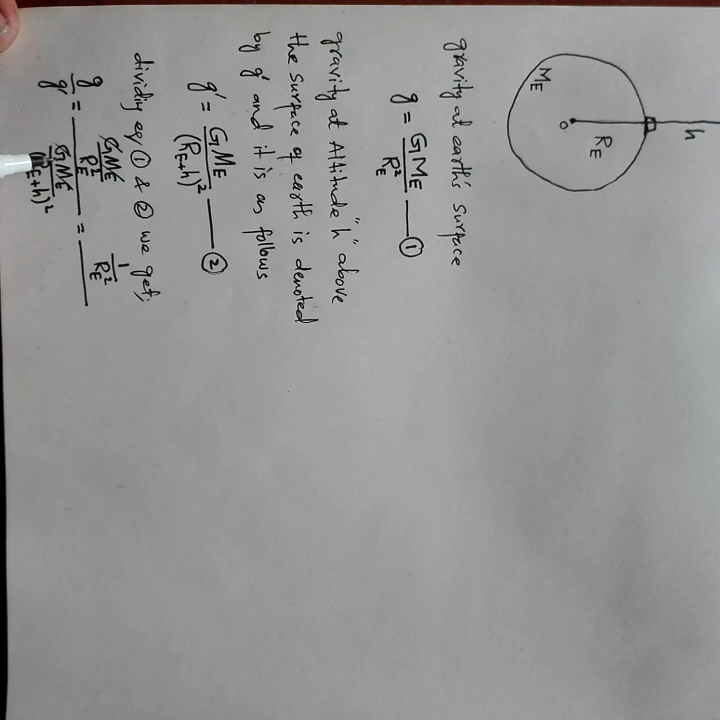 h
M_E
R_E
o
gravity at earth's surface
g = GM_E / R_E² —— ①
gravity at Altitude "h" above
the surface of earth is denoted
by g' and it is as follows
g' = GM_E / (R_E+h)² —— ②
dividing eq ① & ② we get;
g / g' = (GM_E / R_E²) / (GM_E / (R_E+h)²) = 1 / R_E²